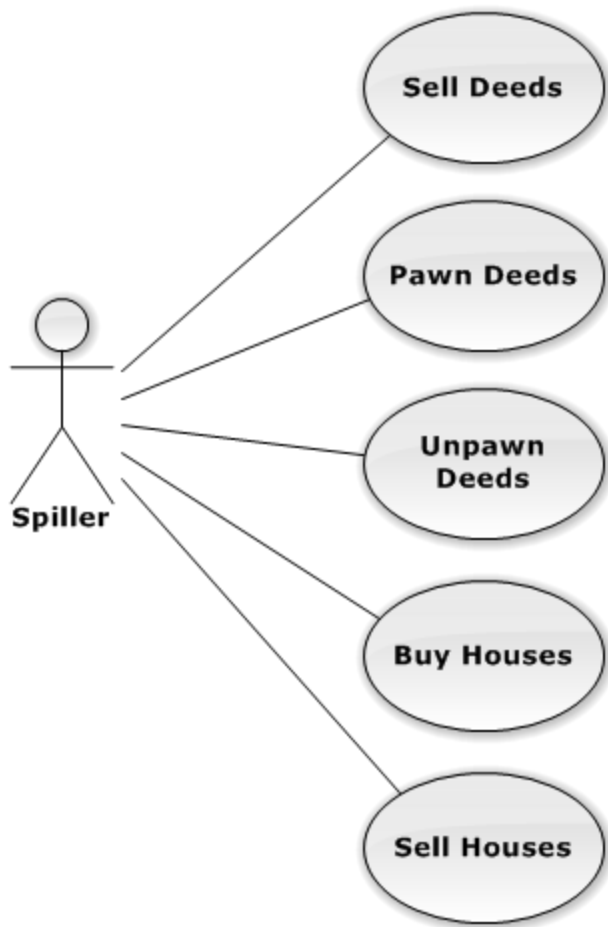 Sell Deeds
Pawn Deeds
Unpawn
Deeds
Spiller
Buy Houses
Sell Houses